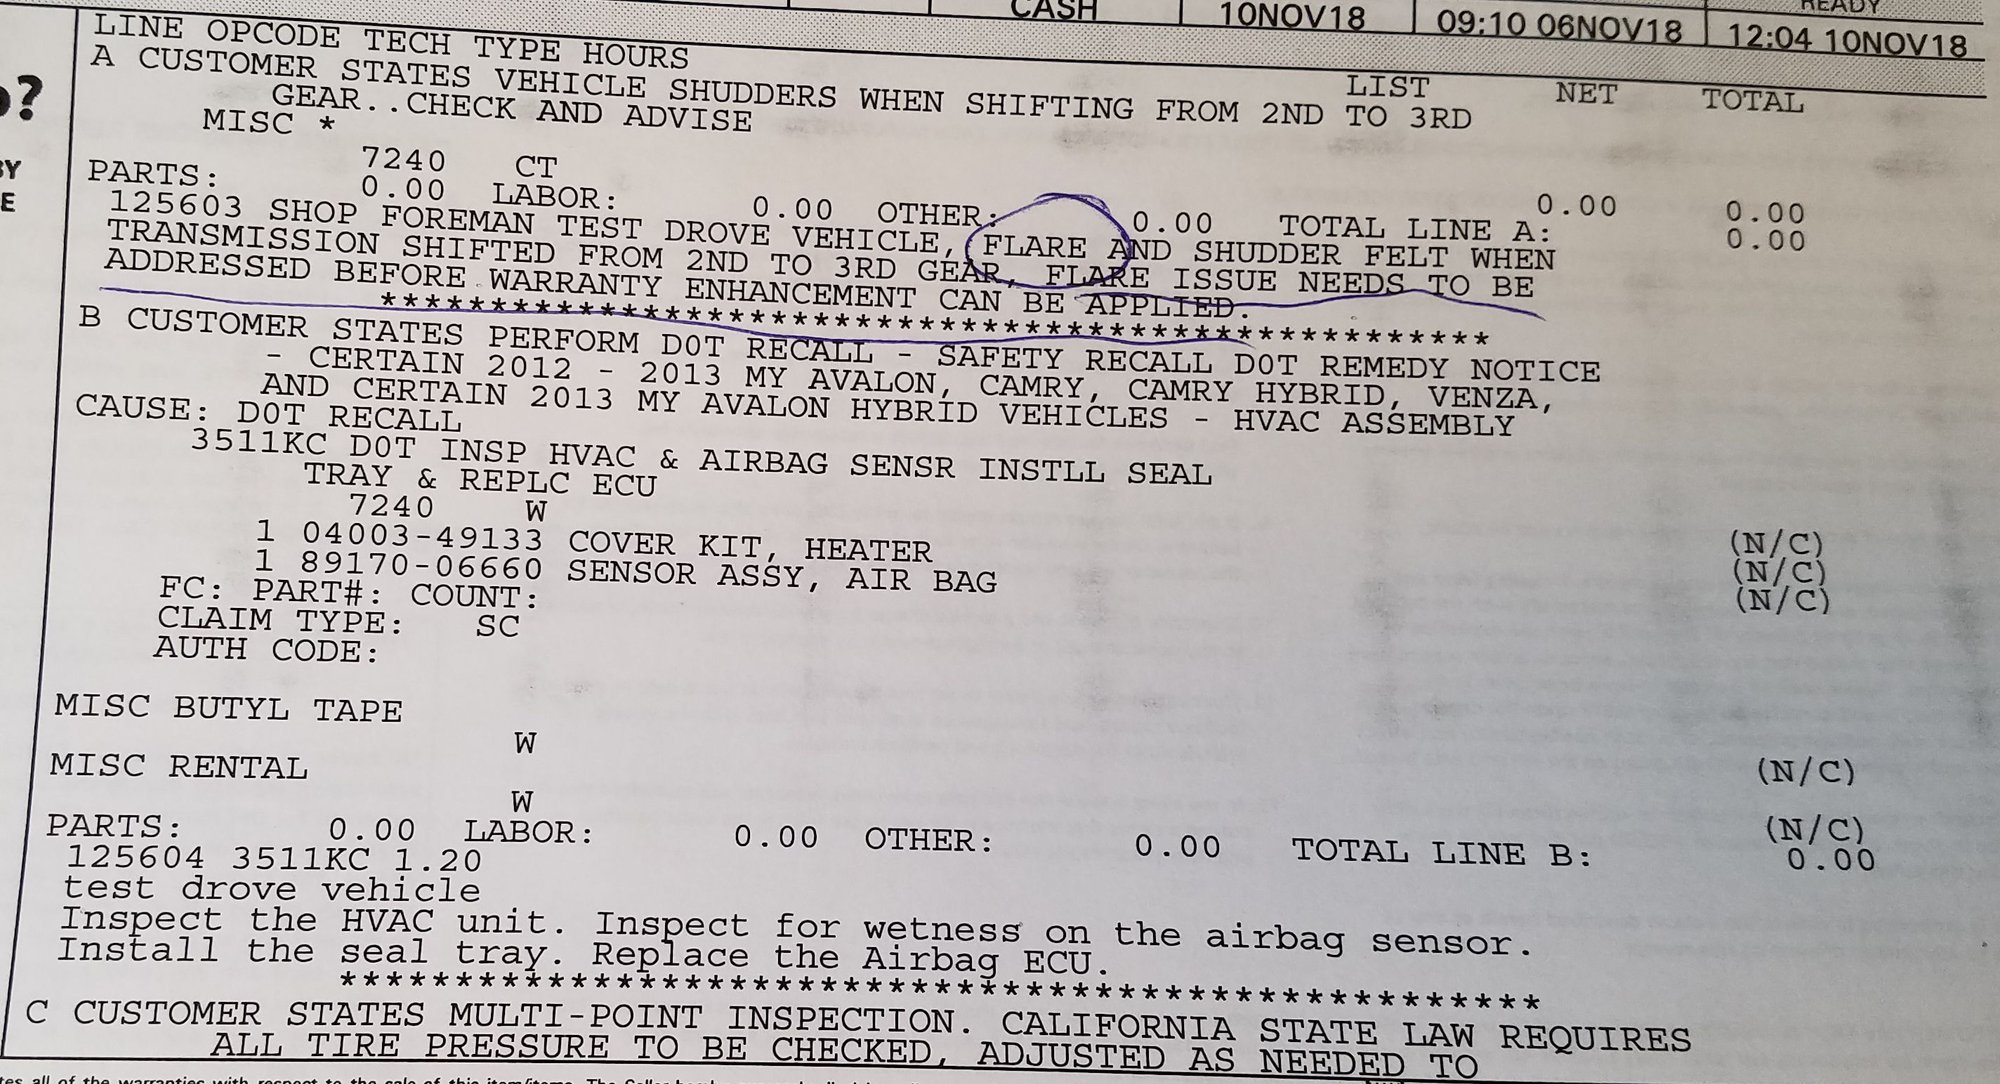 CASH 10NOV18 09:10 06NOV18 READY 12:04 10NOV18
LINE OPCODE TECH TYPE HOURS
LIST NET TOTAL
A CUSTOMER STATES VEHICLE SHUDDERS WHEN SHIFTING FROM 2ND TO 3RD
GEAR..CHECK AND ADVISE
MISC *
7240 CT
0.00 0.00
PARTS: 0.00 LABOR: 0.00 OTHER: 0.00 TOTAL LINE A: 0.00
125603 SHOP FOREMAN TEST DROVE VEHICLE, FLARE AND SHUDDER FELT WHEN
TRANSMISSION SHIFTED FROM 2ND TO 3RD GEAR, FLARE ISSUE NEEDS TO BE
ADDRESSED BEFORE WARRANTY ENHANCEMENT CAN BE APPLIED.
****************************************************
B CUSTOMER STATES PERFORM D0T RECALL - SAFETY RECALL D0T REMEDY NOTICE
- CERTAIN 2012 - 2013 MY AVALON, CAMRY, CAMRY HYBRID, VENZA,
AND CERTAIN 2013 MY AVALON HYBRID VEHICLES - HVAC ASSEMBLY
CAUSE: D0T RECALL
3511KC D0T INSP HVAC & AIRBAG SENSR INSTLL SEAL
TRAY & REPLC ECU
7240 W
(N/C)
1 04003-49133 COVER KIT, HEATER (N/C)
1 89170-06660 SENSOR ASSY, AIR BAG (N/C)
FC: PART#: COUNT:
CLAIM TYPE: SC
AUTH CODE:
MISC BUTYL TAPE
W (N/C)
MISC RENTAL
W (N/C)
PARTS: 0.00 LABOR: 0.00 OTHER: 0.00 TOTAL LINE B: 0.00
125604 3511KC 1.20
test drove vehicle
Inspect the HVAC unit. Inspect for wetness on the airbag sensor.
Install the seal tray. Replace the Airbag ECU.
****************************************************
C CUSTOMER STATES MULTI-POINT INSPECTION. CALIFORNIA STATE LAW REQUIRES
ALL TIRE PRESSURE TO BE CHECKED, ADJUSTED AS NEEDED TO